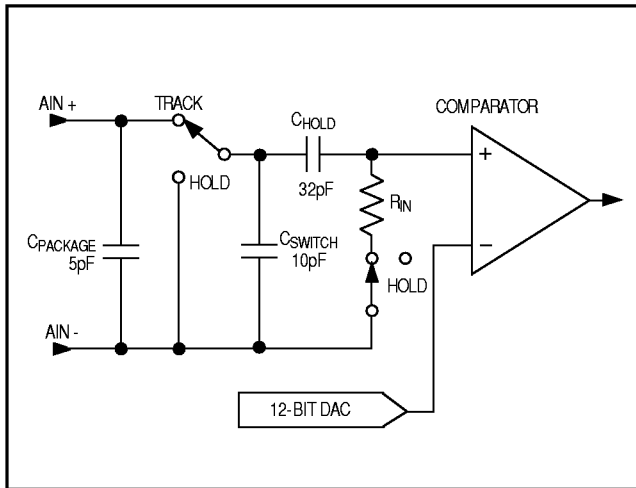 AIN +
TRACK
HOLD
CPACKAGE
5pF
CSWITCH
10pF
CHOLD
32pF
RIN
HOLD
COMPARATOR
+
−
AIN -
12-BIT DAC